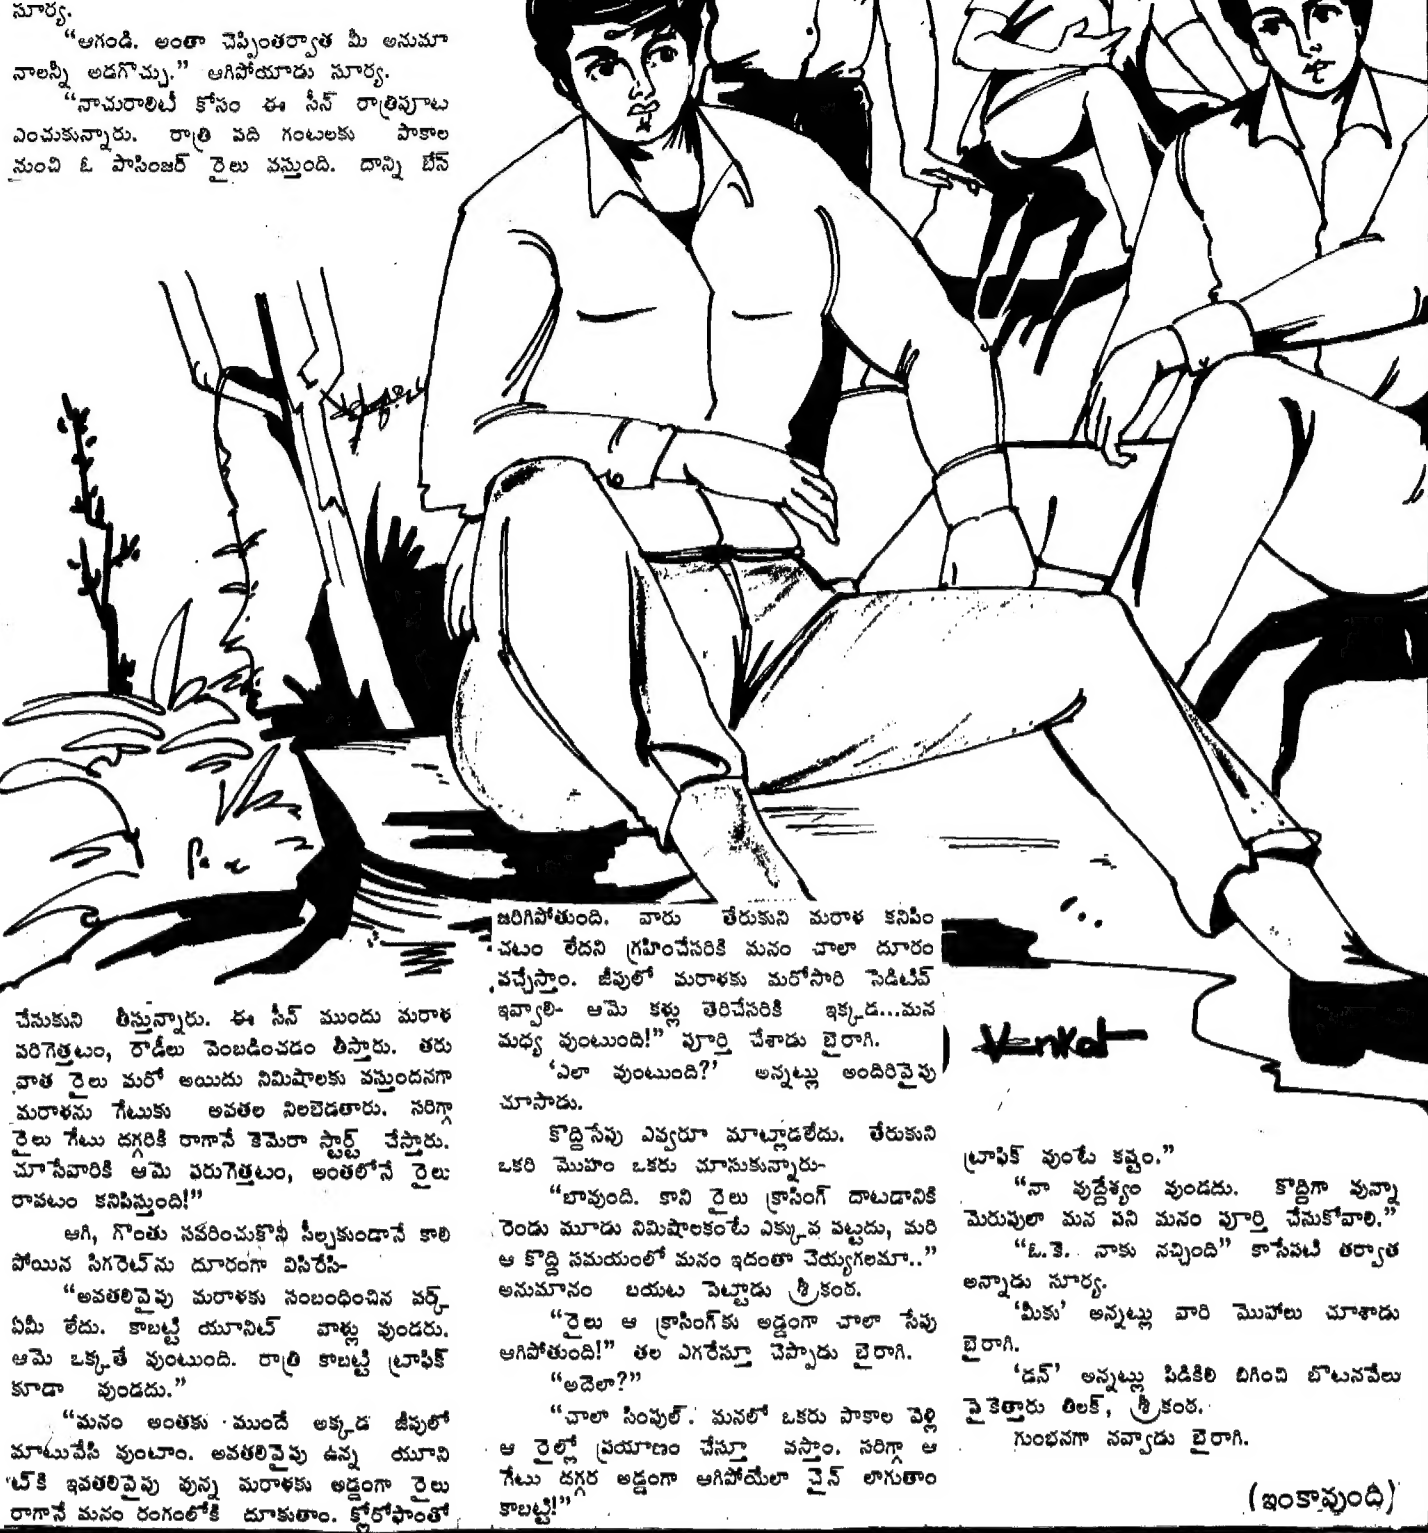 సూర్య.
“ఆగండి. అంతా చెప్పింతర్వాత మీ అనుమా
నాలన్నీ అడగొచ్చు.” ఆగిపోయాడు సూర్య.
“నాచురాలిటీ కోసం ఈ సీన్ రాత్రిపూట
ఎంచుకున్నారు. రాత్రి పది గంటలకు పాకాల
నుంచి ఓ పాసింజర్ రైలు వస్తుంది. దాన్ని బేస్
చేసుకుని తీస్తున్నారు. ఈ సీన్ ముందు మరాళ
పరిగెత్తటం, రౌడీలు వెంబడించడం తీస్తారు. తరు
వాత రైలు మరో అయిదు నిమిషాలకు వస్తుందనగా
మరాళను గేటుకు అవతల నిలబెడతారు. సరిగ్గా
రైలు గేటు దగ్గరికి రాగానే కెమెరా స్టార్ట్ చేస్తారు.
చూసేవారికి ఆమె పరుగెత్తటం, అంతలోనే రైలు
రావటం కనిపిస్తుంది!”
ఆగి, గొంతు సవరించుకొని పీల్చకుండానే కాలి
పోయిన సిగరెట్‌ను దూరంగా విసిరేసి-
“అవతలివైపు మరాళకు సంబంధించిన వర్క్
ఏమీ లేదు. కాబట్టి యూనిట్ వాళ్లు వుండరు.
ఆమె ఒక్కతే వుంటుంది. రాత్రి కాబట్టి ట్రాఫిక్
కూడా వుండదు.”
“మనం అంతకు ముందే అక్కడ జీపులో
మాటువేసి వుంటాం. అవతలివైపు ఉన్న యూని
ట్‌కి ఇవతలివైపు వున్న మరాళకు అడ్డంగా రైలు
రాగానే మనం రంగంలోకి దూకుతాం. క్లోరోఫాంతో
జరిగిపోతుంది. వారు తేరుకుని మరాళ కనిపిం
చటం లేదని గ్రహించేసరికి మనం చాలా దూరం
వచ్చేస్తాం. జీపులో మరాళకు మరోసారి సెడిటివ్
ఇవ్వాలి- ఆమె కళ్లు తెరిచేసరికి ఇక్కడ...మన
మధ్య వుంటుంది!” పూర్తి చేశాడు బైరాగి.
‘ఎలా వుంటుంది?’ అన్నట్లు అందరివైపు
చూసాడు.
కొద్దిసేపు ఎవ్వరూ మాట్లాడలేదు. తేరుకుని
ఒకరి మొహం ఒకరు చూసుకున్నారు-
“బావుంది. కాని రైలు క్రాసింగ్ దాటడానికి
రెండు మూడు నిమిషాలకంటే ఎక్కువ పట్టదు, మరి
ఆ కొద్ది సమయంలో మనం ఇదంతా చెయ్యగలమా..”
అనుమానం బయట పెట్టాడు శ్రీకంఠ.
“రైలు ఆ క్రాసింగ్‌కు అడ్డంగా చాలా సేపు
ఆగిపోతుంది!” తల ఎగరేస్తూ చెప్పాడు బైరాగి.
“అదెలా?”
“చాలా సింపుల్. మనలో ఒకరు పాకాల వెళ్లి
ఆ రైల్లో ప్రయాణం చేస్తూ వస్తాం. సరిగ్గా ఆ
గేటు దగ్గర అడ్డంగా ఆగిపోయేలా చైన్ లాగుతాం
కాబట్టి!”
Venkat
ట్రాఫిక్ వుంటే కష్టం.”
“నా వుద్దేశ్యం వుండదు. కొద్దిగా వున్నా
మెరుపులా మన పని మనం పూర్తి చేసుకోవాలి.”
“ఓ.కె. నాకు నచ్చింది” కాసేపటి తర్వాత
అన్నాడు సూర్య.
‘మీకు’ అన్నట్లు వారి మొహాలు చూశాడు
బైరాగి.
‘డన్’ అన్నట్లు పిడికిలి బిగించి బొటనవేలు
పైకెత్తారు తిలక్, శ్రీకంఠ.
గుంభనగా నవ్వాడు బైరాగి.
(ఇంకావుంది)